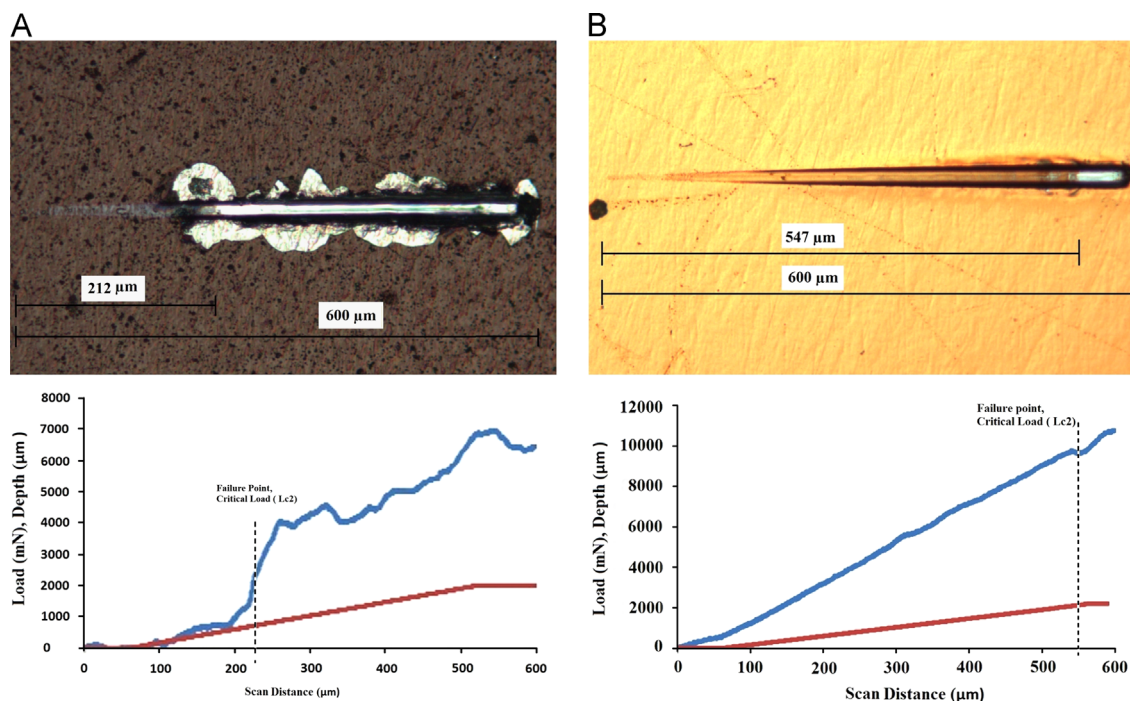 A
B
212 µm
600 µm
547 µm
600 µm
8000
7000
6000
5000
4000
3000
2000
1000
0
Load (mN), Depth (µm)
Failure Point,
Critical Load ( Lc2)
0 100 200 300 400 500 600
Scan Distance (µm)
12000
10000
8000
6000
4000
2000
0
Load (mN), Depth (µm)
Failure point,
Critical Load ( Lc2)
0 100 200 300 400 500 600
Scan Distance (µm)